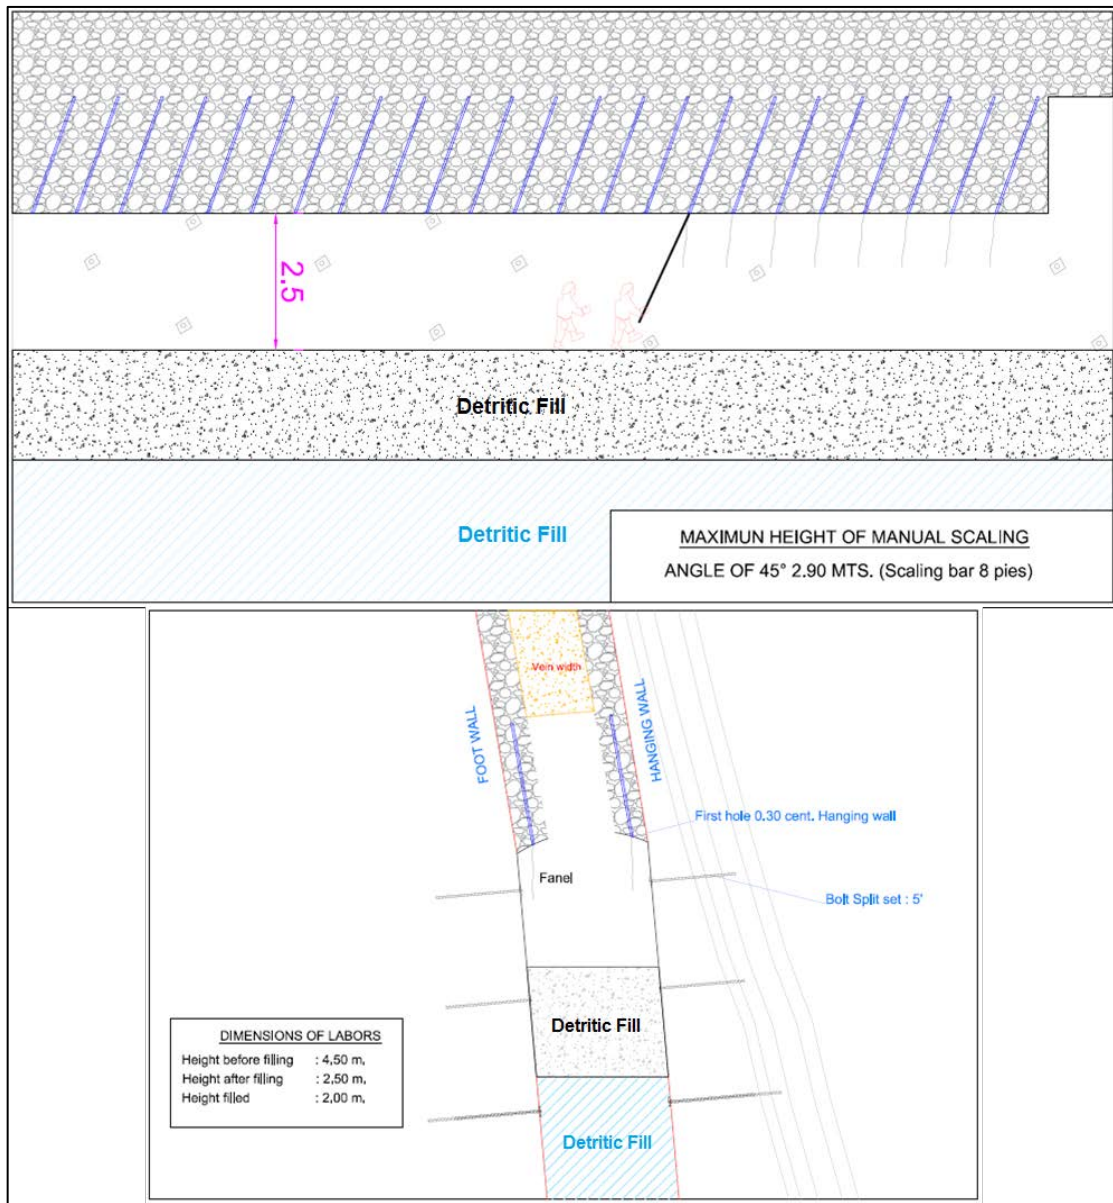 2.5
Detritic Fill
Detritic Fill
MAXIMUN HEIGHT OF MANUAL SCALING
ANGLE OF 45° 2.90 MTS. (Scaling bar 8 pies)
Vein width
FOOT WALL
HANGING WALL
First hole 0.30 cent. Hanging wall
Fanel
Bolt Split set : 5'
Detritic Fill
DIMENSIONS OF LABORS
Height before filling : 4,50 m,
Height after filling : 2,50 m,
Height filled : 2,00 m,
Detritic Fill